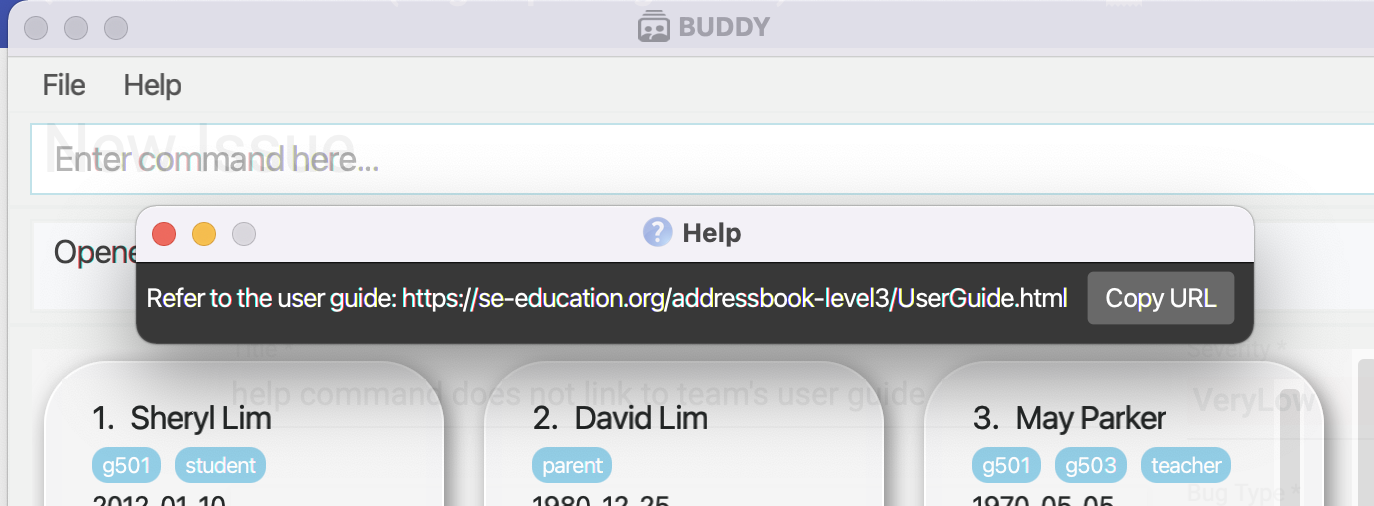 BUDDY
File Help
New Issue
Enter command here...
Opene
Help
Refer to the user guide: https://se-education.org/addressbook-level3/UserGuide.html Copy URL
Title * Severity *
help command does not link to team's user guide VeryLow
1. Sheryl Lim 2. David Lim 3. May Parker
g501 student parent g501 g503 teacher
2012-01-10 1980-12-25 1970-05-05
Bug Type *